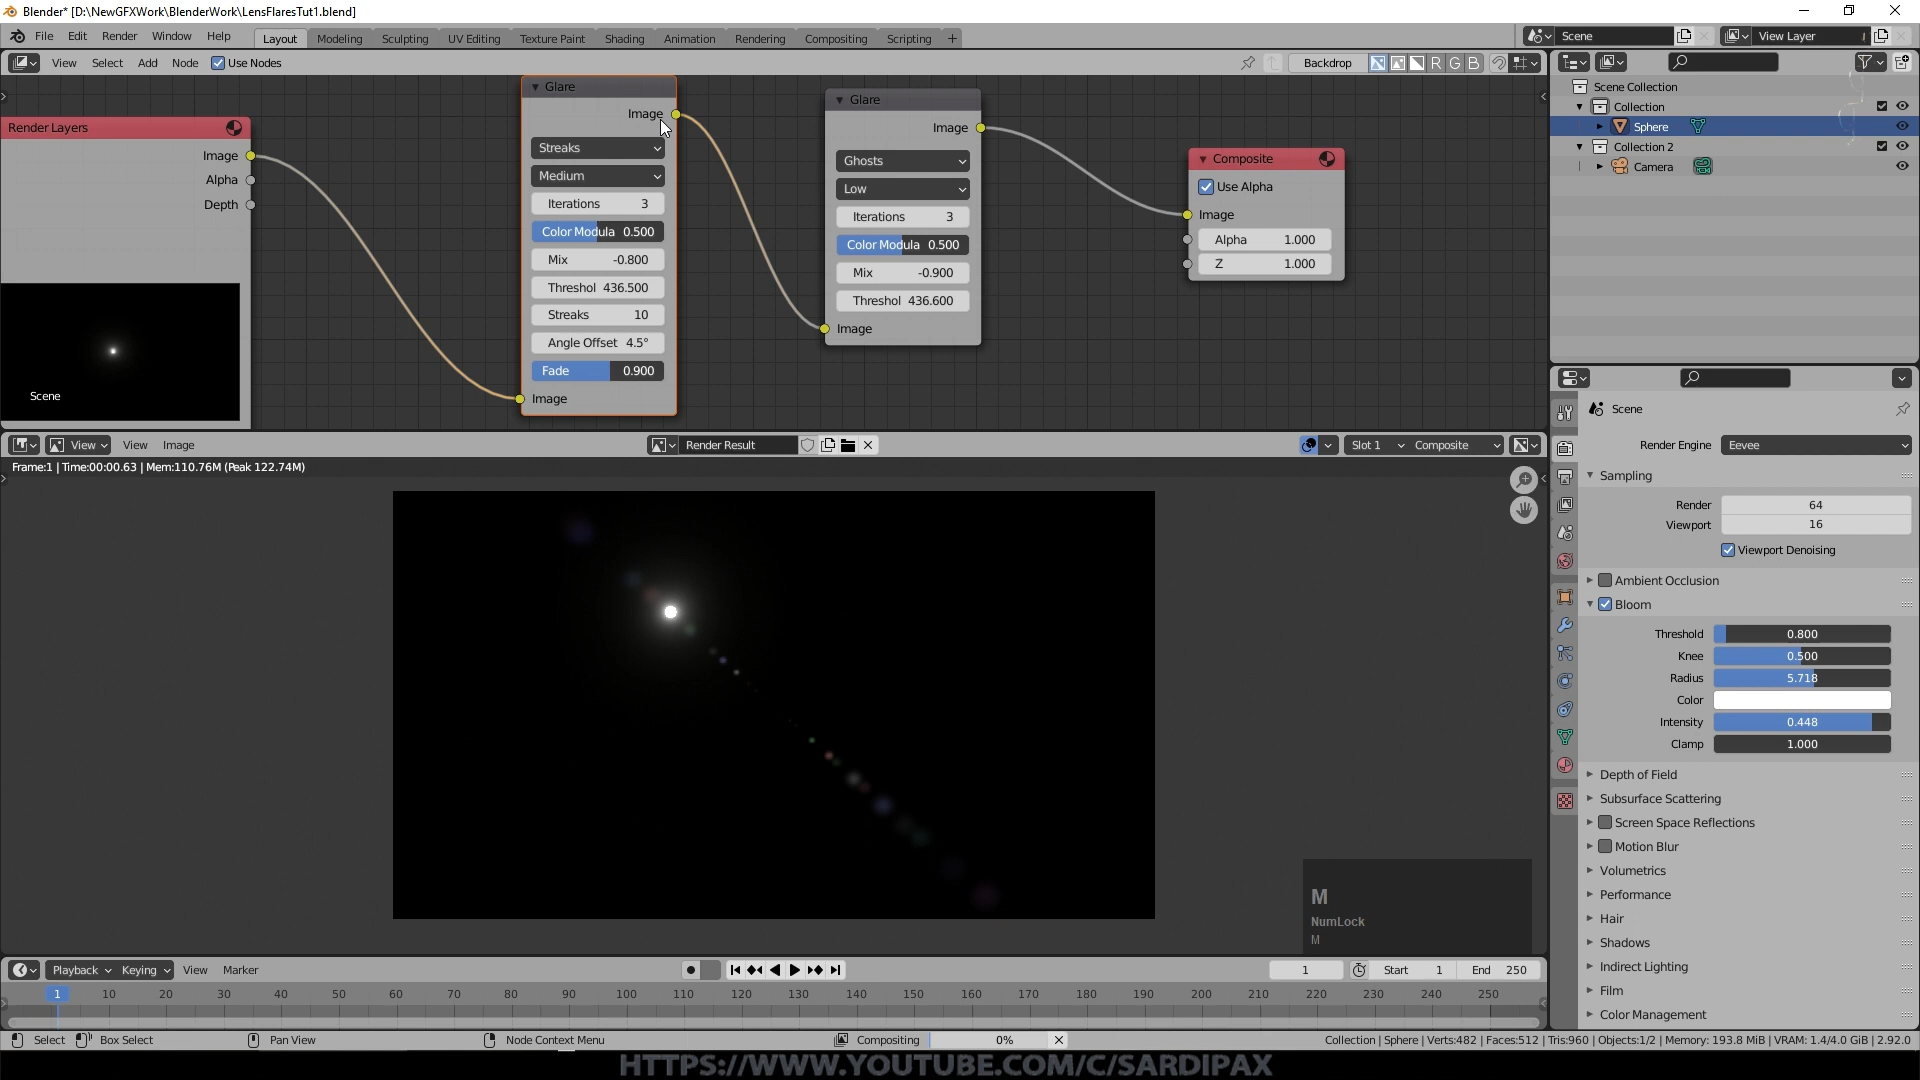 Blender* [D:\NewGFXWork\BlenderWork\LensFlaresTut1.blend]
File Edit Render Window Help Layout Modeling Sculpting UV Editing Texture Paint Shading Animation Rendering Compositing Scripting + Scene View Layer
View Select Add Node Use Nodes Backdrop R G B
Render Layers
Image
Alpha
Depth
Scene
Glare
Image
Streaks
Medium
Iterations 3
Color Modula 0.500
Mix -0.800
Threshol 436.500
Streaks 10
Angle Offset 4.5°
Fade 0.900
Image
Glare
Image
Ghosts
Low
Iterations 3
Color Modula 0.500
Mix -0.900
Threshol 436.600
Image
Composite
Use Alpha
Image
Alpha 1.000
Z 1.000
Scene Collection
Collection
Sphere
Collection 2
Camera
View View Image Render Result Slot 1 Composite
Frame:1 | Time:00:00.63 | Mem:110.76M (Peak 122.74M)
M
NumLock
M
Scene
Render Engine Eevee
Sampling
Render 64
Viewport 16
Viewport Denoising
Ambient Occlusion
Bloom
Threshold 0.800
Knee 0.500
Radius 5.718
Color
Intensity 0.448
Clamp 1.000
Depth of Field
Subsurface Scattering
Screen Space Reflections
Motion Blur
Volumetrics
Performance
Hair
Shadows
Indirect Lighting
Film
Color Management
Playback Keying View Marker 1 Start 1 End 250
1 10 20 30 40 50 60 70 80 90 100 110 120 130 140 150 160 170 180 190 200 210 220 230 240 250
Select Box Select Pan View Node Context Menu Compositing 0% Collection | Sphere | Verts:482 | Faces:512 | Tris:960 | Objects:1/2 | Memory: 193.8 MiB | VRAM: 1.4/4.0 GiB | 2.92.0
HTTPS://WWW.YOUTUBE.COM/C/SARDIPAX